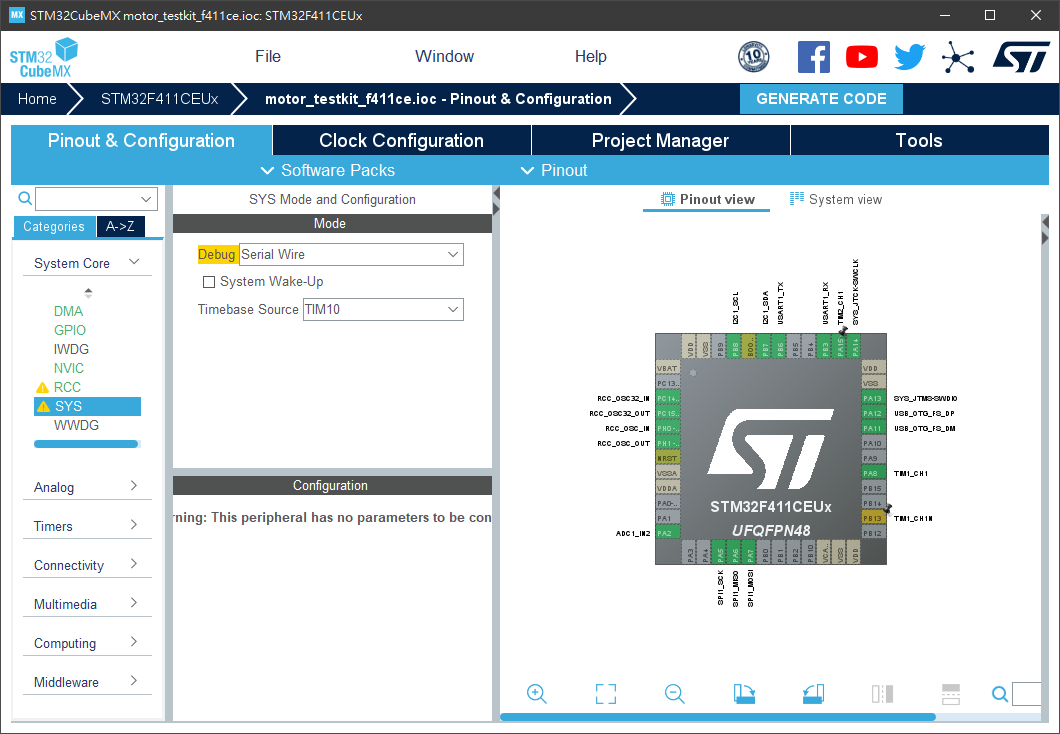 MX STM32CubeMX motor_testkit_f411ce.ioc: STM32F411CEUx
STM32
CubeMX
File Window Help
10
Home STM32F411CEUx motor_testkit_f411ce.ioc - Pinout & Configuration GENERATE CODE
Pinout & Configuration Clock Configuration Project Manager Tools
Software Packs Pinout
Categories A->Z
System Core
DMA
GPIO
IWDG
NVIC
RCC
SYS
WWDG
Analog
Timers
Connectivity
Multimedia
Computing
Middleware
SYS Mode and Configuration
Mode
Debug Serial Wire
System Wake-Up
Timebase Source TIM10
Configuration
rning: This peripheral has no parameters to be con
Pinout view System view
I2C1_SCL
I2C1_SDA
USART1_TX
USART1_RX
TIM2_CH1
SYS_JTCK-SWCLK
VDD
VSS
PB9
PB8
BOO..
PB7
PB6
PB5
PB4
PB3
PA15
PA14
VBAT
PC13..
RCC_OSC32_IN PC14..
RCC_OSC32_OUT PC15..
RCC_OSC_IN PH0-..
RCC_OSC_OUT PH1-..
NRST
VSSA
VDDA
PA0-..
PA1
ADC1_IN2 PA2
VDD
VSS
PA13 SYS_JTMS-SWDIO
PA12 USB_OTG_FS_DP
PA11 USB_OTG_FS_DM
PA10
PA9
PA8 TIM1_CH1
PB15
PB14
PB13 TIM1_CH1N
PB12
STM32F411CEUx
UFQFPN48
PA3
PA4
PA5
PA6
PA7
PB0
PB1
PB2
PB10
VCA..
VSS
VDD
SPI1_SCK
SPI1_MISO
SPI1_MOSI